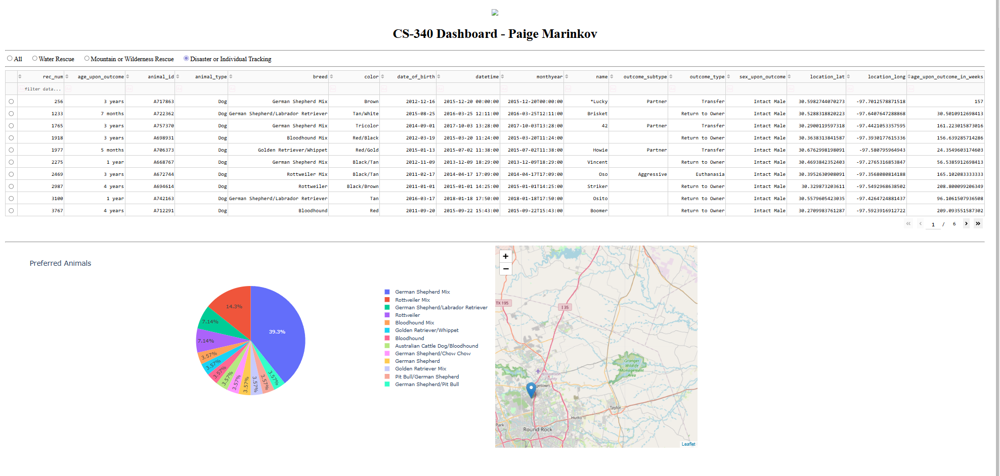 CS-340 Dashboard - Paige Marinkov
All Water Rescue Mountain or Wilderness Rescue Disaster or Individual Tracking
rec_num age_upon_outcome animal_id animal_type breed color date_of_birth datetime monthyear name outcome_subtype outcome_type sex_upon_outcome location_lat location_long age_upon_outcome_in_weeks
filter data...
256 3 years A717863 Dog German Shepherd Mix Brown 2012-12-16 2015-12-20 00:00:00 2015-12-20T00:00:00 *Lucky Partner Transfer Intact Male 30.5982744070273 -97.7012578871518 157
1233 7 months A722362 Dog German Shepherd/Labrador Retriever Tan/White 2015-08-25 2016-03-25 12:11:00 2016-03-25T12:11:00 Brisket Return to Owner Intact Male 30.5288318820223 -97.6407647288868 30.5010912698413
1765 3 years A757370 Dog German Shepherd Mix Tricolor 2014-09-01 2017-10-03 13:28:00 2017-10-03T13:28:00 42 Partner Transfer Intact Male 30.2900119597318 -97.4421053357595 161.223015873016
1918 3 years A698931 Dog Bloodhound Mix Red/Black 2012-03-19 2015-03-20 11:24:00 2015-03-20T11:24:00 Return to Owner Intact Male 30.3638313841587 -97.3930177615336 156.639285714286
1977 5 months A706373 Dog Golden Retriever/Whippet Red/Gold 2015-01-13 2015-07-02 11:38:00 2015-07-02T11:38:00 Howie Partner Transfer Intact Male 30.6762998198091 -97.580795964943 24.3549603174603
2275 1 year A668767 Dog German Shepherd Mix Black/Tan 2012-11-09 2013-12-09 18:29:00 2013-12-09T18:29:00 Vincent Return to Owner Intact Male 30.4693842352403 -97.2765316853847 56.5385912698413
2469 3 years A672744 Dog Rottweiler Mix Black/Tan 2011-02-17 2014-04-17 17:09:00 2014-04-17T17:09:00 Oso Aggressive Euthanasia Intact Male 30.3952630908091 -97.3568080814188 165.102083333333
2987 4 years A694614 Dog Rottweiler Black/Brown 2011-01-01 2015-01-01 14:25:00 2015-01-01T14:25:00 Striker Return to Owner Intact Male 30.329873203611 -97.5492968638502 208.800099206349
3100 1 year A742163 Dog German Shepherd/Labrador Retriever Tan 2016-03-17 2018-01-18 17:50:00 2018-01-18T17:50:00 Osito Return to Owner Intact Male 30.5579605423035 -97.4264724881437 96.1061507936508
3767 4 years A712291 Dog Bloodhound Red 2011-09-20 2015-09-22 15:43:00 2015-09-22T15:43:00 Boomer Return to Owner Intact Male 30.2709983761287 -97.5923916912722 209.093551587302
« ‹ 1 / 6 › »
Preferred Animals
39.3%
14.3%
7.14%
7.14%
3.57%
3.57%
3.57%
3.57%
3.57%
3.57%
3.57%
3.57%
3.57%
German Shepherd Mix
Rottweiler Mix
German Shepherd/Labrador Retriever
Rottweiler
Bloodhound Mix
Golden Retriever/Whippet
Bloodhound
Australian Cattle Dog/Bloodhound
German Shepherd/Chow Chow
German Shepherd
Golden Retriever Mix
Pit Bull/German Shepherd
German Shepherd/Pit Bull
+
−
TX 195
I 35
Granger
Wildlife
Management
Area
Williamson
County
getown
Taylor
Hutto
Park
Round Rock
Leaflet